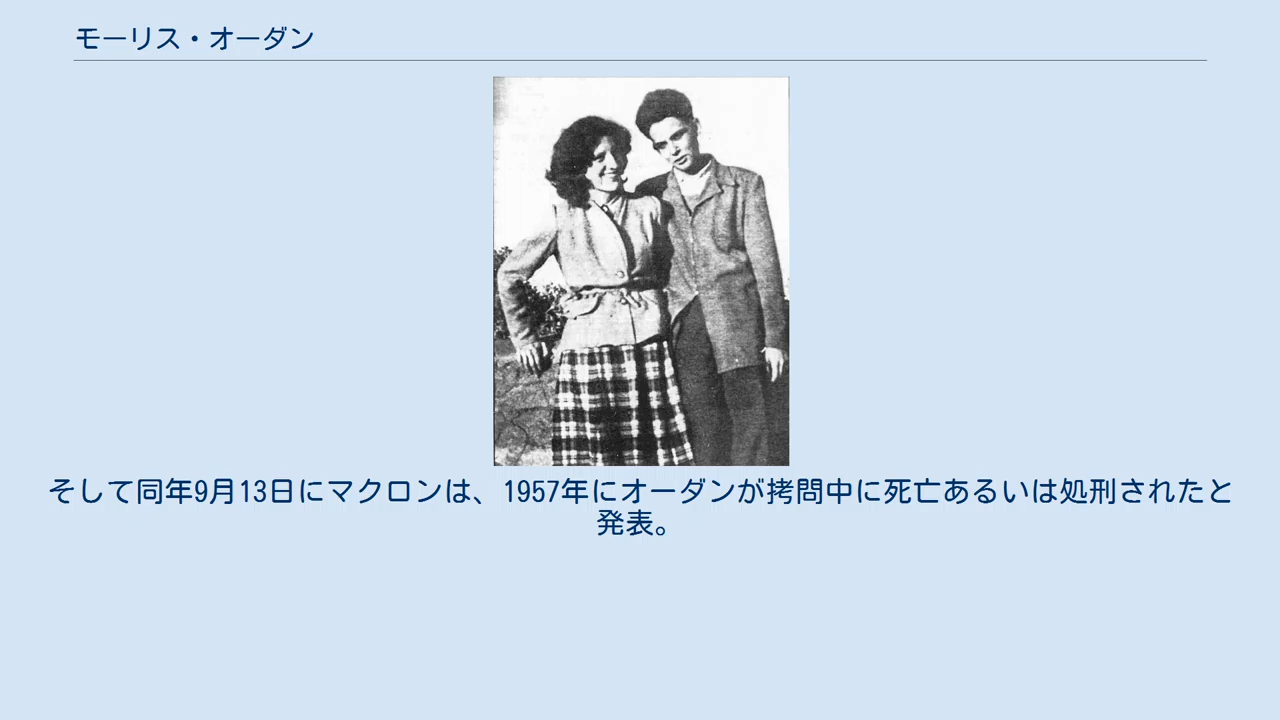 モーリス・オーダン
そして同年9月13日にマクロンは、1957年にオーダンが拷問中に死亡あるいは処刑されたと
発表。